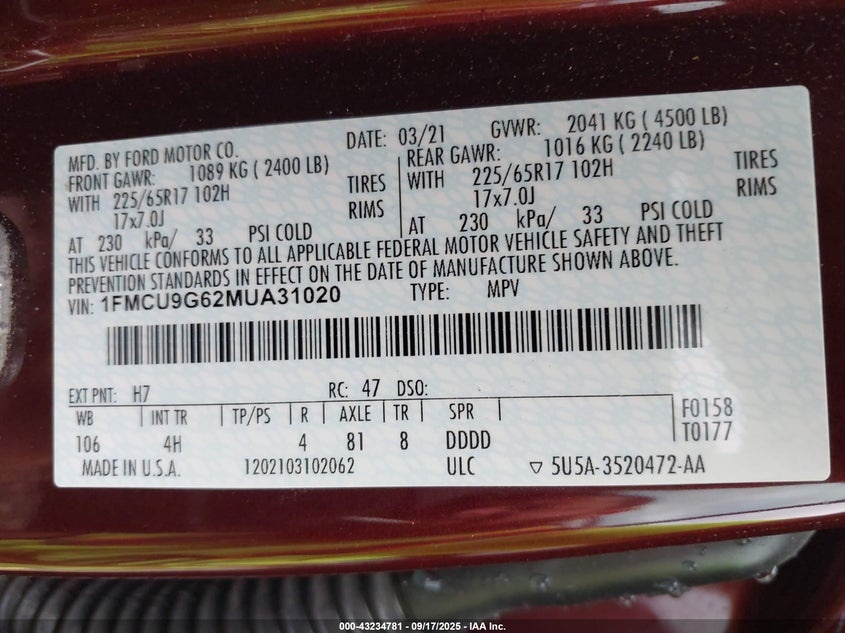 MFD. BY FORD MOTOR CO. DATE: 03/21 GVWR: 2041 KG ( 4500 LB)
FRONT GAWR: 1089 KG ( 2400 LB) REAR GAWR: 1016 KG ( 2240 LB)
WITH 225/65R17 102H TIRES WITH 225/65R17 102H TIRES
17x7.0J RIMS 17x7.0J RIMS
AT 230 kPa/ 33 PSI COLD AT 230 kPa/ 33 PSI COLD
THIS VEHICLE CONFORMS TO ALL APPLICABLE FEDERAL MOTOR VEHICLE SAFETY AND THEFT
PREVENTION STANDARDS IN EFFECT ON THE DATE OF MANUFACTURE SHOWN ABOVE.
VIN: 1FMCU9G62MUA31020 TYPE: MPV
EXT PNT: H7 RC: 47 DSO:
WB INT TR TP/PS R AXLE TR SPR F0158
106 4H 4 81 8 DDDD T0177
MADE IN U.S.A. 1202103102062 ULC ▽ 5U5A-3520472-AA
000-43234781 - 09/17/2025 - IAA Inc.